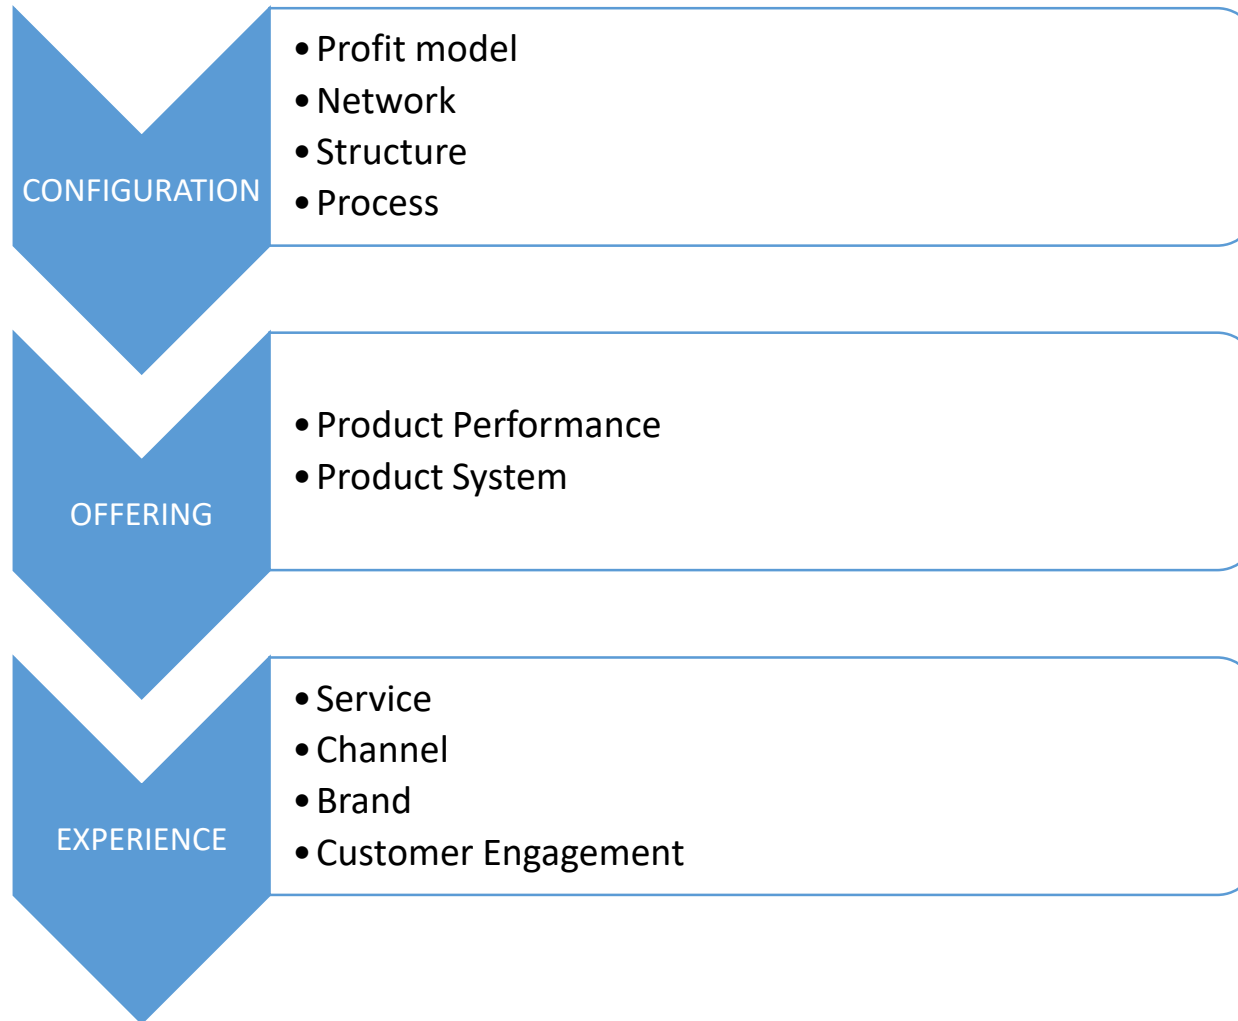 CONFIGURATION
• Profit model
• Network
• Structure
• Process
OFFERING
• Product Performance
• Product System
EXPERIENCE
• Service
• Channel
• Brand
• Customer Engagement